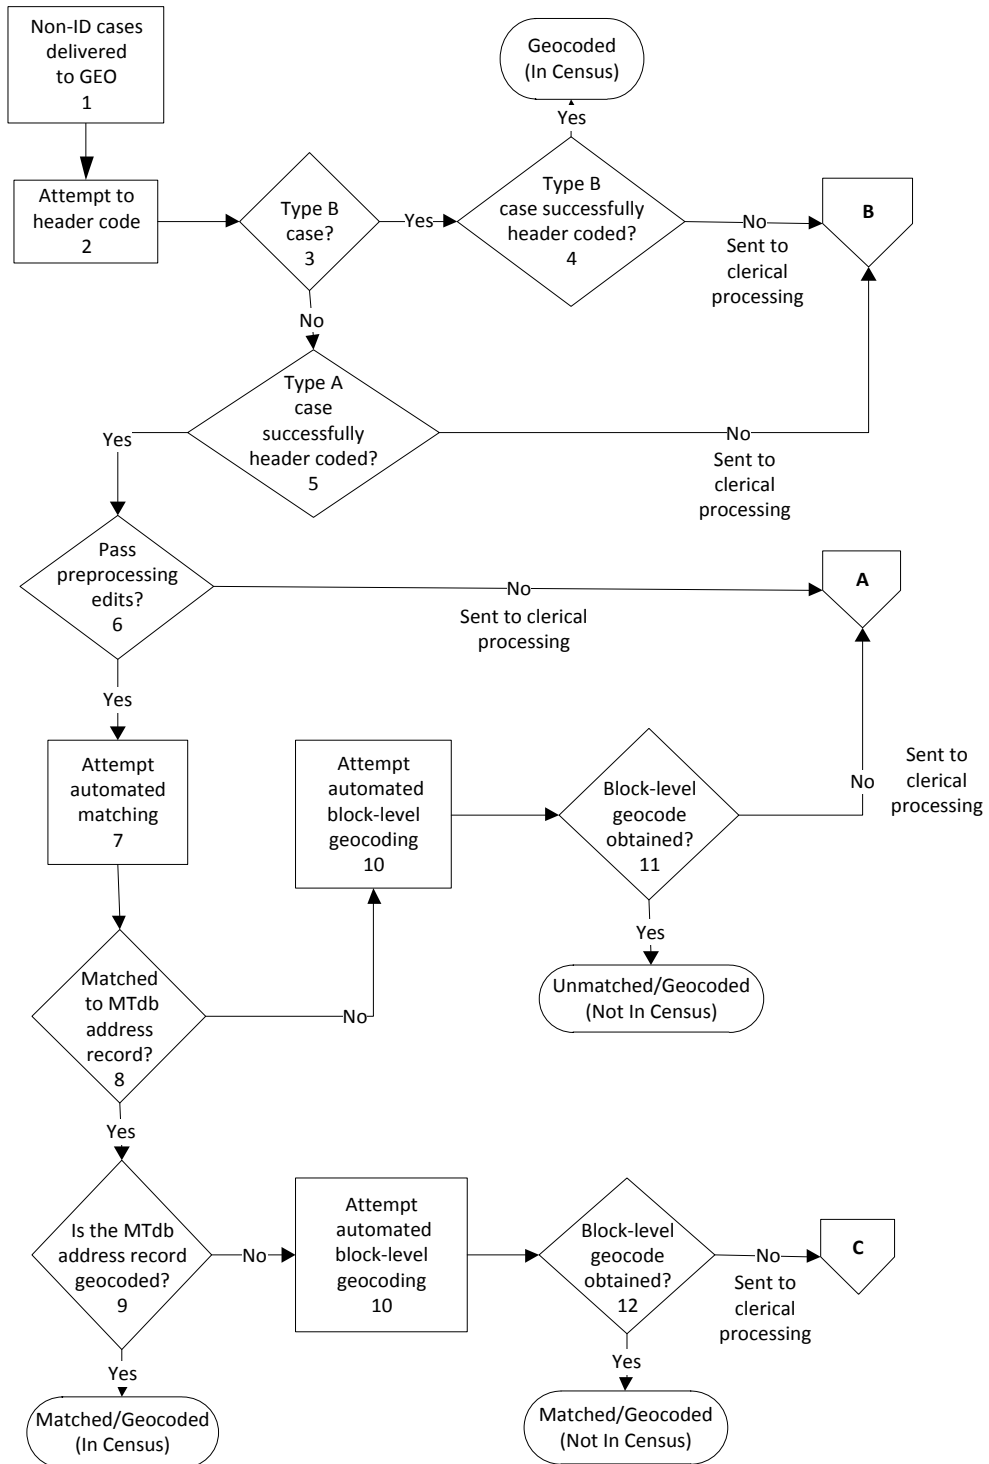 Non-ID cases
delivered
to GEO
1
Geocoded
(In Census)
Yes
Attempt to
header code
2
Type B
case?
3
Yes
Type B
case successfully
header coded?
4
No
Sent to
clerical
processing
B
No
Type A
case
successfully
header coded?
5
Yes
No
Sent to
clerical
processing
Pass
preprocessing
edits?
6
No
Sent to clerical
processing
A
Yes
Attempt
automated
matching
7
Attempt
automated
block-level
geocoding
10
Block-level
geocode
obtained?
11
No
Sent to
clerical
processing
Yes
Unmatched/Geocoded
(Not In Census)
Matched
to MTdb
address
record?
8
No
Yes
Is the MTdb
address record
geocoded?
9
No
Attempt
automated
block-level
geocoding
10
Block-level
geocode
obtained?
12
No
Sent to
clerical
processing
C
Yes
Matched/Geocoded
(In Census)
Yes
Matched/Geocoded
(Not In Census)